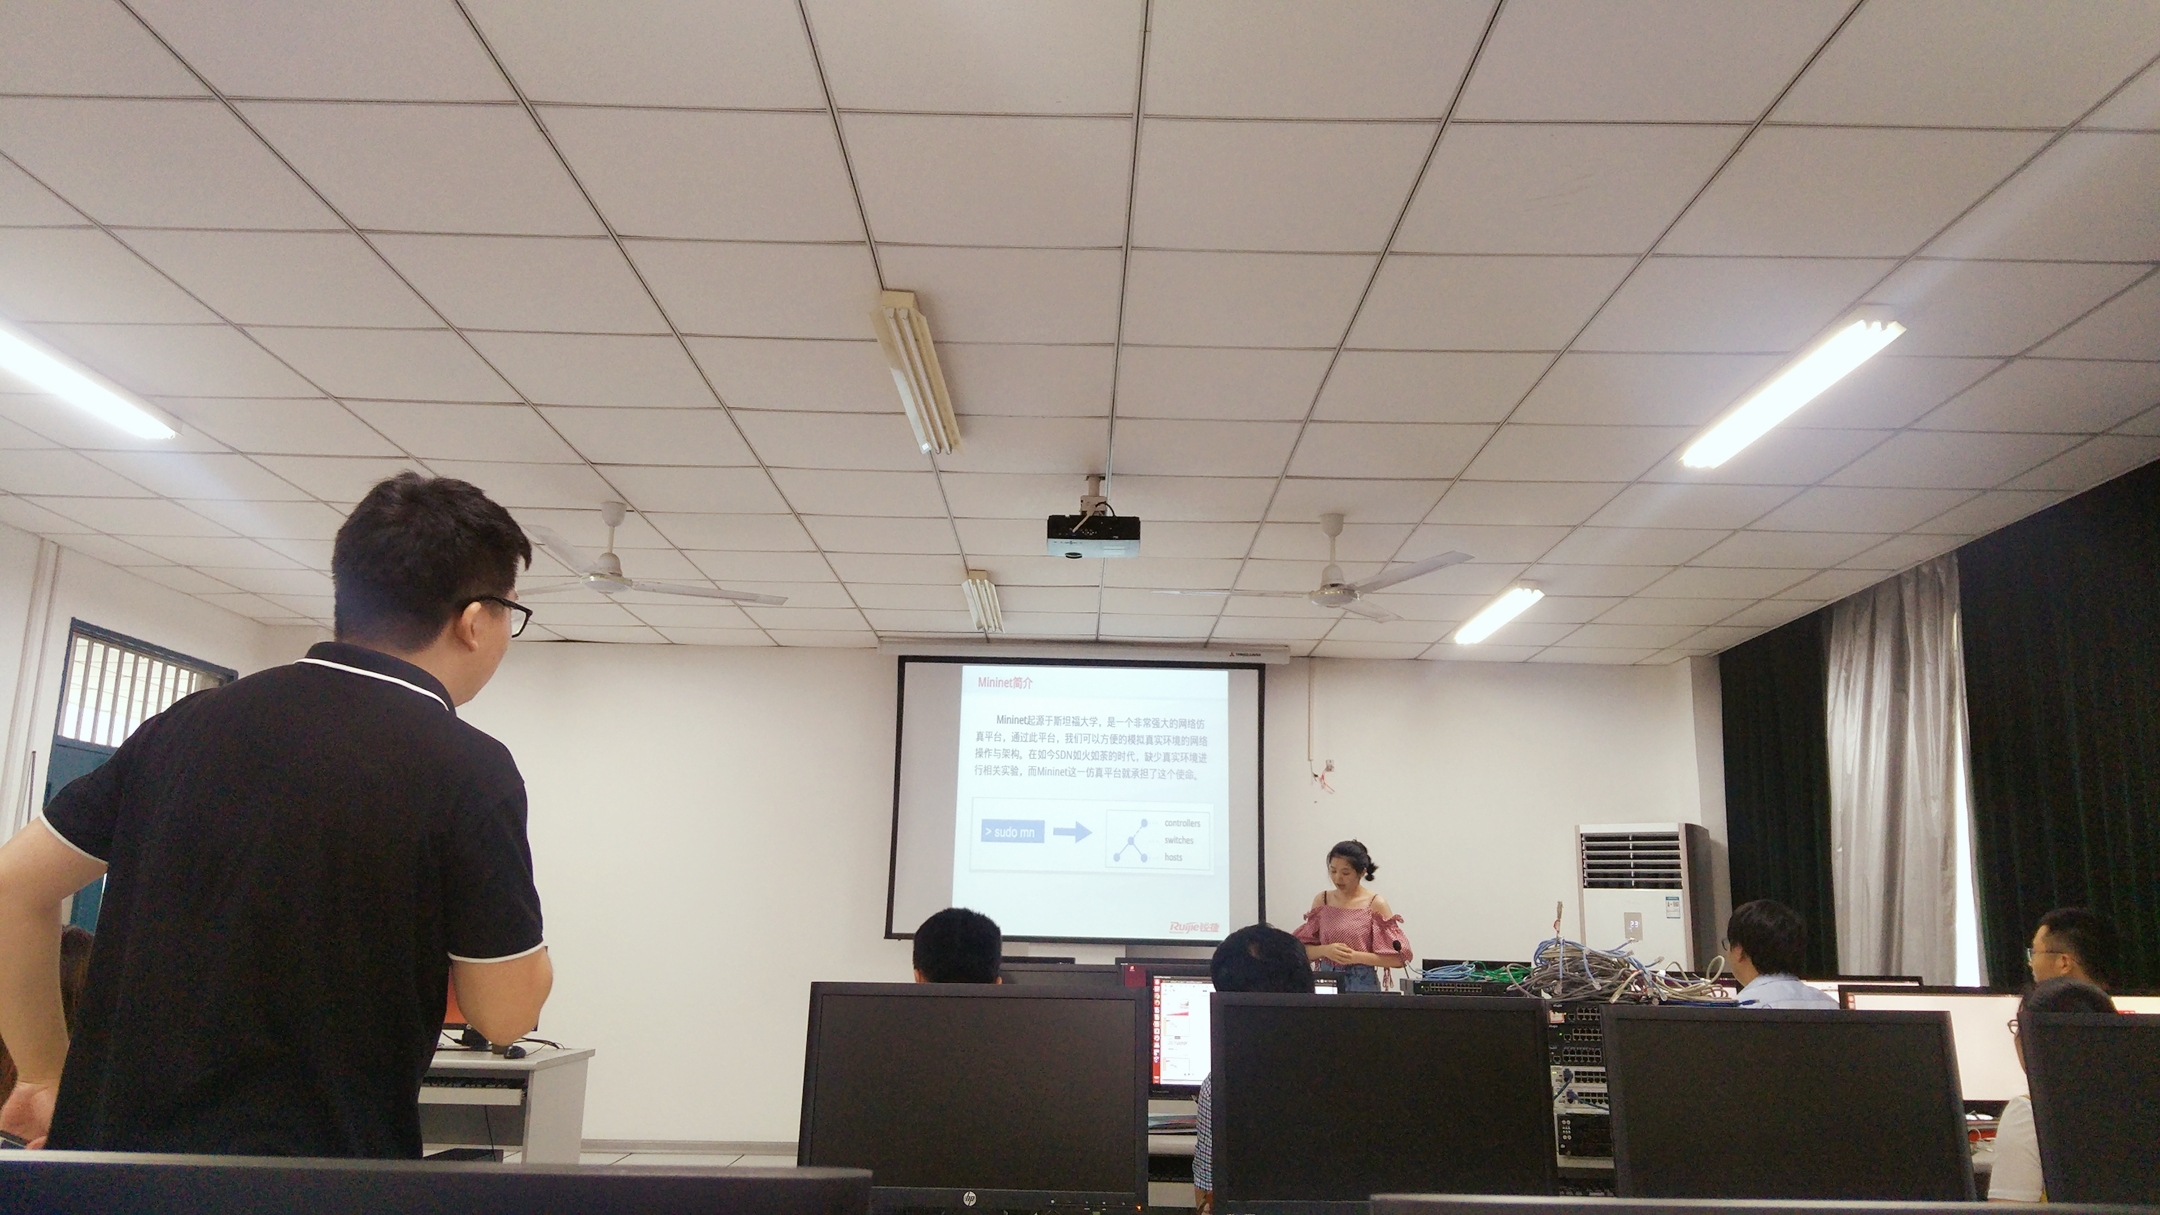 Mininet简介
Mininet起源于斯坦福大学，是一个非常强大的网络仿
真平台，通过此平台，我们可以方便的模拟真实环境的网络
操作与架构。在如今SDN如火如荼的时代，缺少真实环境进
行相关实验，而Mininet这一仿真平台就承担了这个使命。
> sudo mn
controllers
switches
hosts
Ruijie锐捷
hp